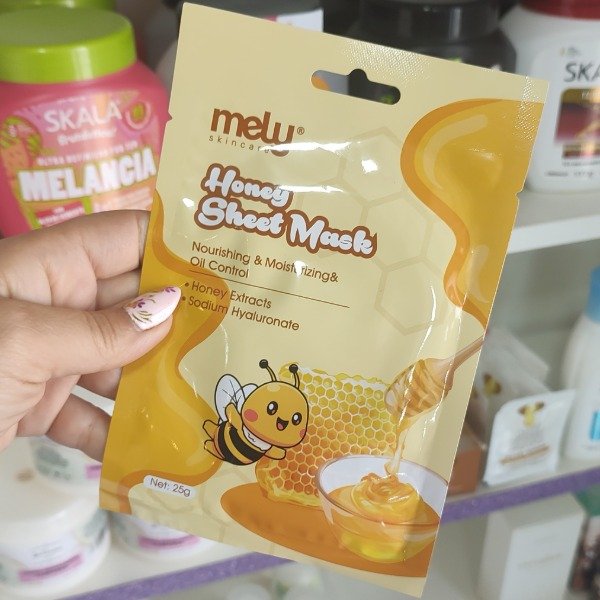 mely®
skincare
Honey
Sheet Mask
Nourishing & Moisturizing&
Oil Control
• Honey Extracts
• Sodium Hyaluronate
Net: 25g
SKALA
MELANCIA
SKA